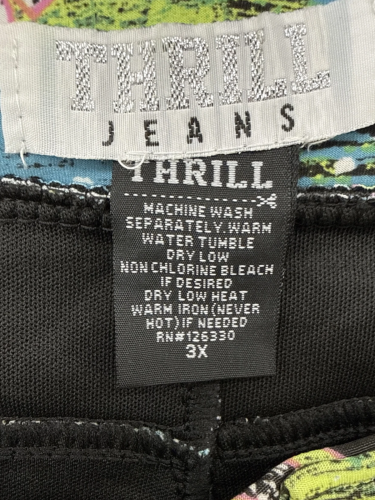 THRILL
JEANS
THRILL
MACHINE WASH
SEPARATELY.WARM
WATER TUMBLE
DRY LOW
NON CHLORINE BLEACH
IF DESIRED
DRY LOW HEAT
WARM IRON(NEVER
HOT)IF NEEDED
RN#126330
3X